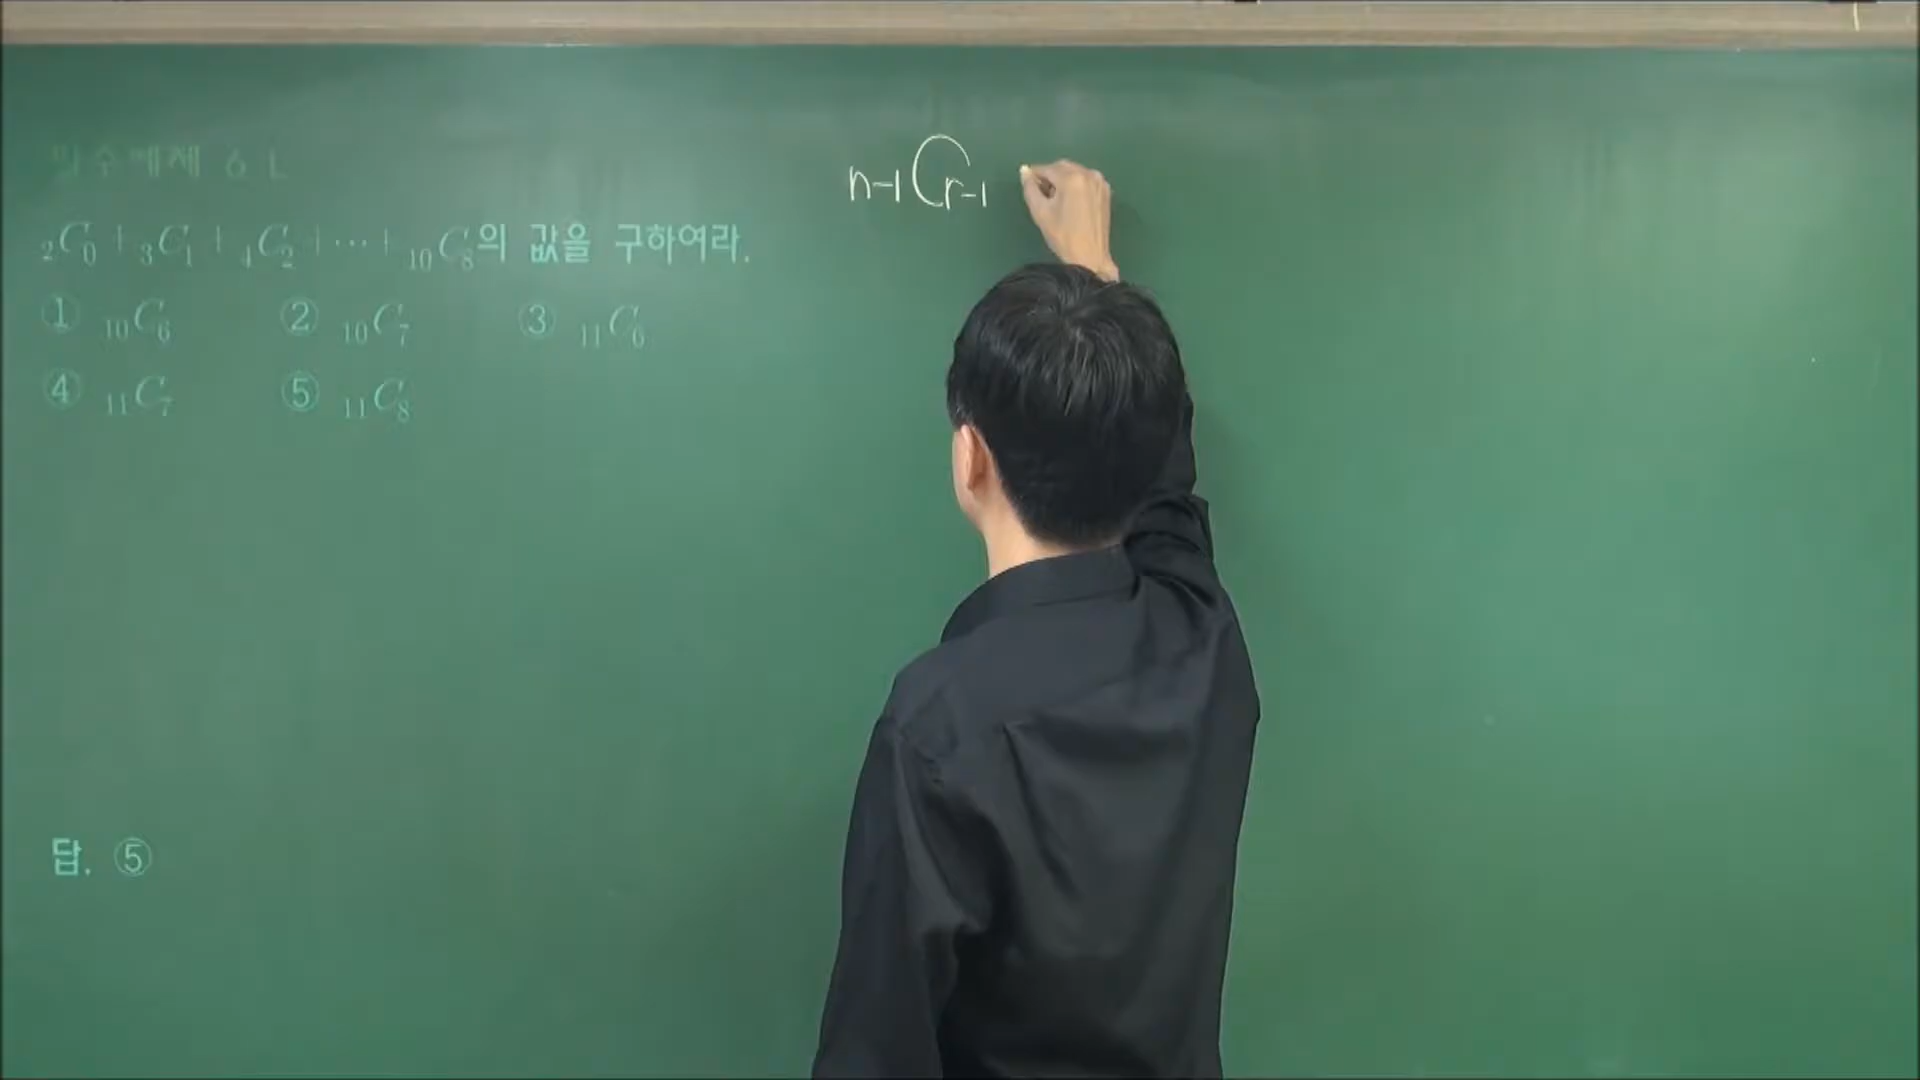 필수예제 6-1
₂C₀ + ₃C₁ + ₄C₂ + ⋯ + ₁₀C₈의 값을 구하여라.
① ₁₀C₆ ② ₁₀C₇ ③ ₁₁C₆
④ ₁₁C₇ ⑤ ₁₁C₈
답. ⑤
n-1Cr-1